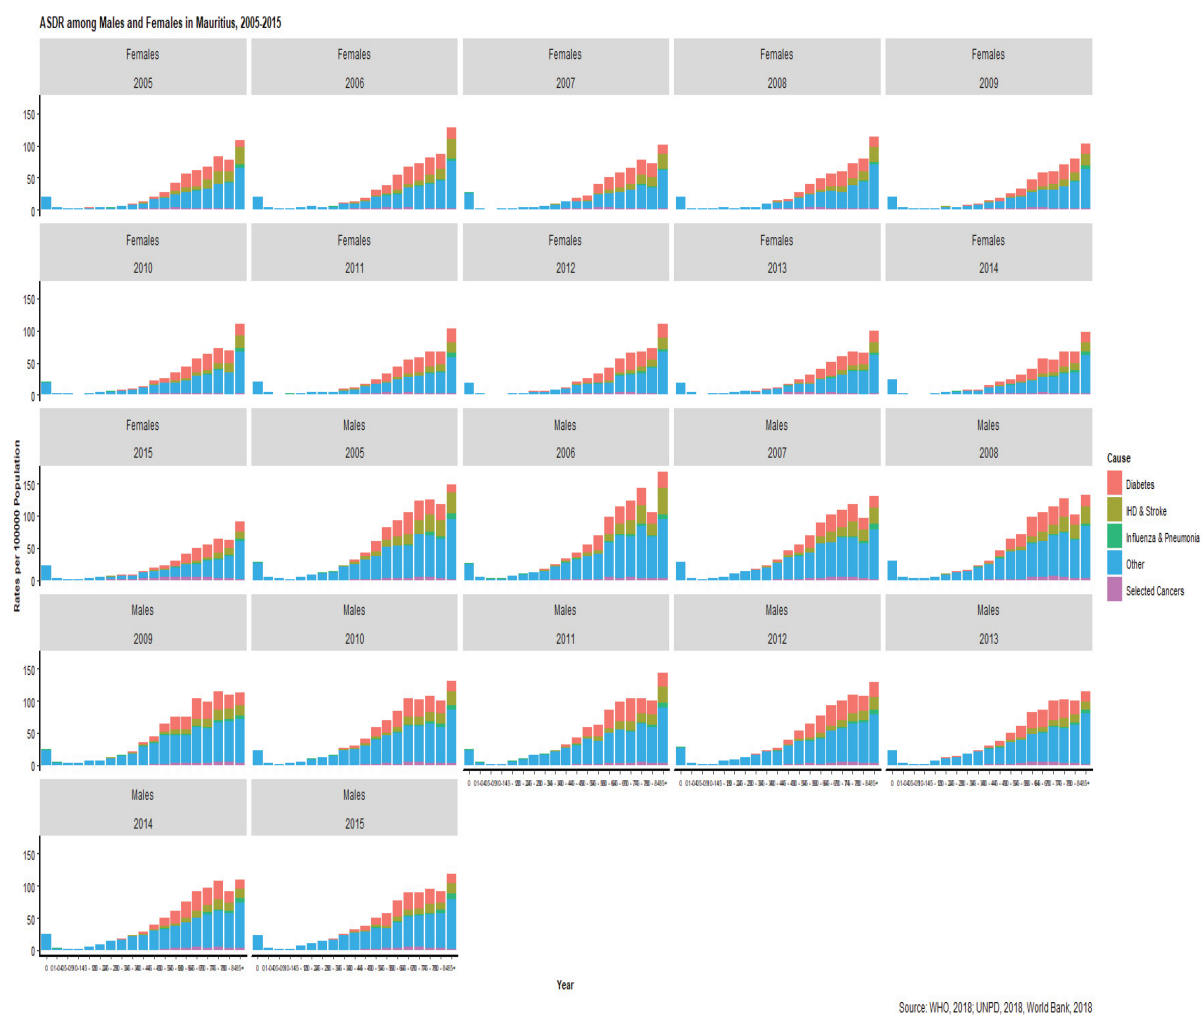 ASDR among Males and Females in Mauritius, 2005-2015
Females Females Females Females Females
2005 2006 2007 2008 2009
150
100
50
0
Females Females Females Females Females
2010 2011 2012 2013 2014
150
100
50
0
Females Males Males Males Males
2015 2005 2006 2007 2008
150
100
50
0
Males Males Males Males Males
2009 2010 2011 2012 2013
150
100
50
0
Males Males
2014 2015
150
100
50
0
Rates per 100000 Population
Year
Cause
Diabetes
IHD & Stroke
Influenza & Pneumonia
Other
Selected Cancers
Source: WHO, 2018; UNPD, 2018, World Bank, 2018